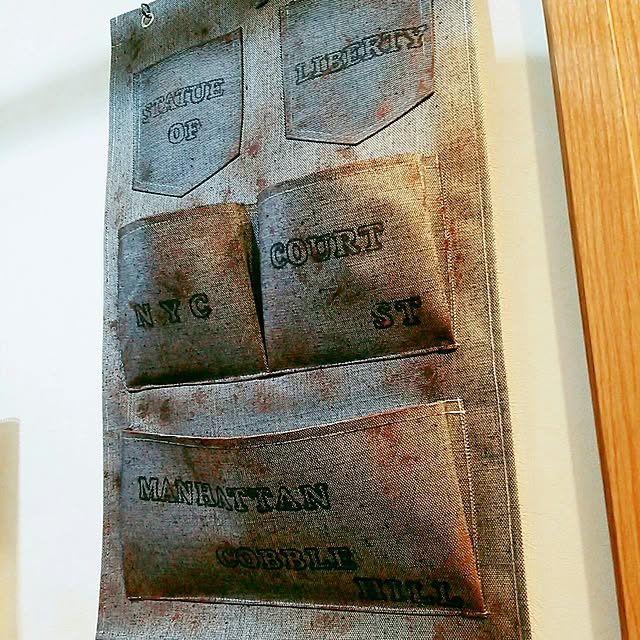 STATUE
OF
LIBERTY
NYC
COURT
ST
MANHATTAN
COBBLE
HILL